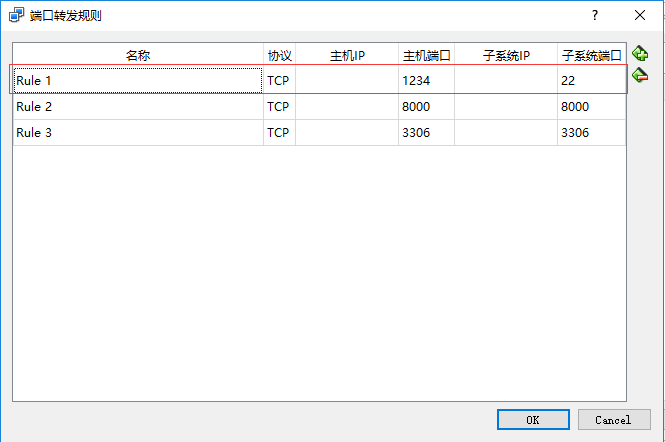 端口转发规则
名称 协议 主机IP 主机端口 子系统IP 子系统端口
Rule 1 TCP 1234 22
Rule 2 TCP 8000 8000
Rule 3 TCP 3306 3306
OK Cancel